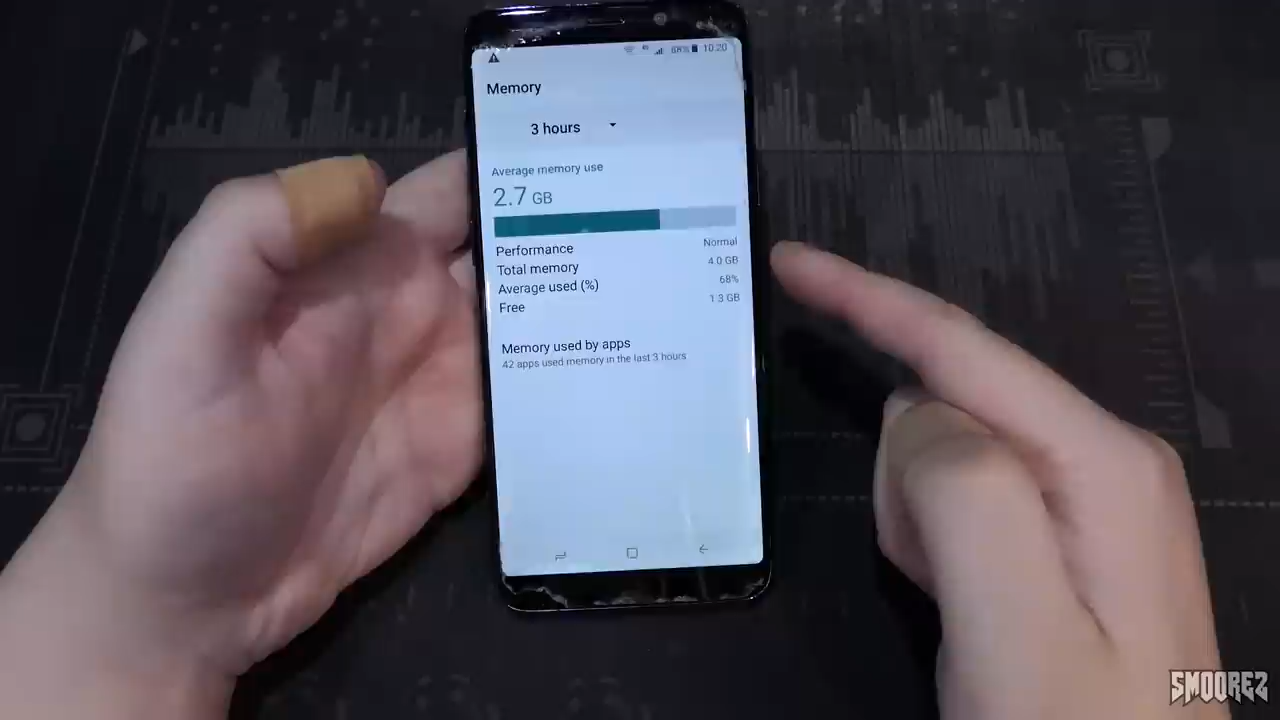 68% 10:20
Memory
3 hours
Average memory use
2.7 GB
Performance Normal
Total memory 4.0 GB
Average used (%) 68%
Free 1.3 GB
Memory used by apps
42 apps used memory in the last 3 hours
SMOOREZ